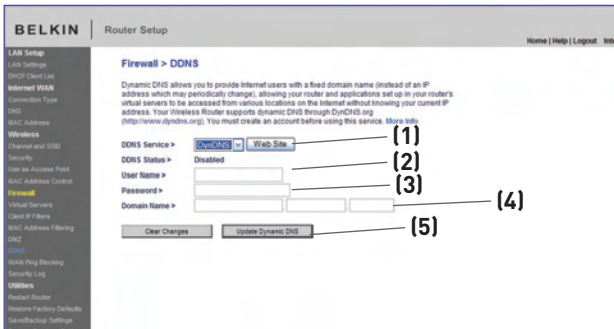 BELKIN
Router Setup
Home | Help | Logout Int
LAN Setup
LAN Settings
DHCP Client List
Internet WAN
Connection Type
DNS
MAC Address
Wireless
Channel and SSID
Security
Use as Access Point
MAC Address Control
Firewall
Virtual Servers
Client IP Filters
MAC Address Filtering
DMZ
DDNS
WAN Ping Blocking
Security Log
Utilities
Restart Router
Restore Factory Defaults
Save/Backup Settings
Firewall > DDNS
Dynamic DNS allows you to provide Internet users with a fixed domain name (instead of an IP
address which may periodically change), allowing your router and applications set up in your router's
virtual servers to be accessed from various locations on the Internet without knowing your current IP
address. Your Wireless Router supports dynamic DNS through DynDNS.org
(http://www.dyndns.org). You must create an account before using this service. More Info
DDNS Service > DynDNS Web Site (1)
DDNS Status > Disabled
User Name > (2)
Password > (3)
Domain Name > (4)
Clear Changes Update Dynamic DNS (5)